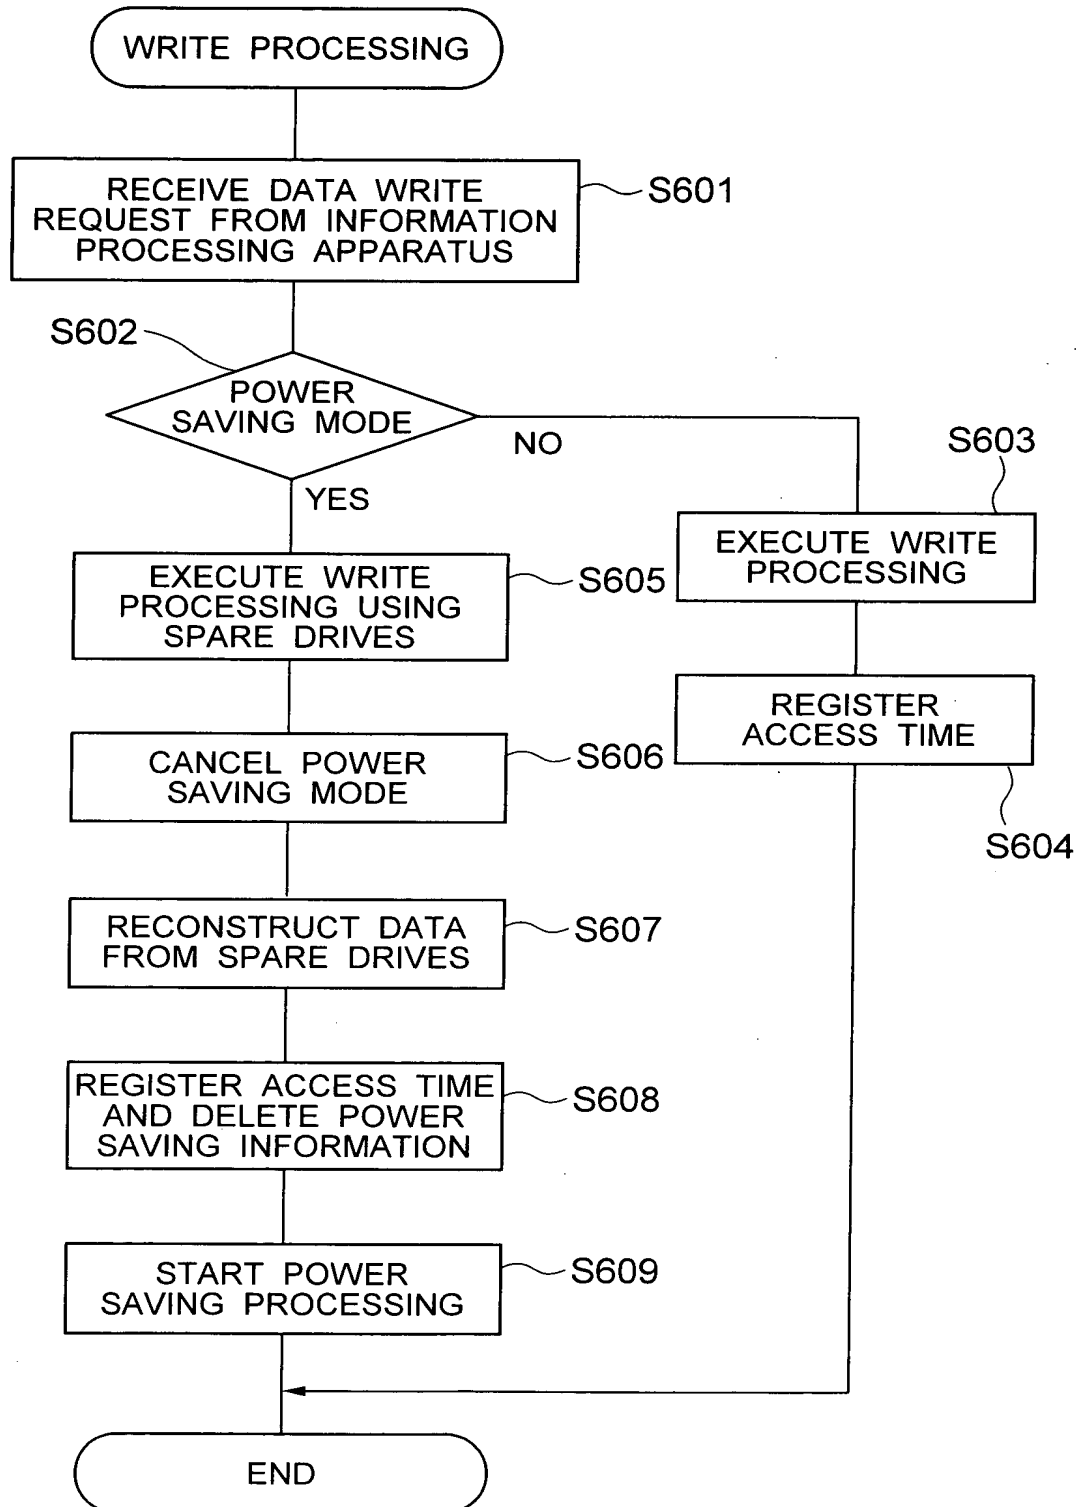 WRITE PROCESSING
RECEIVE DATA WRITE
REQUEST FROM INFORMATION
PROCESSING APPARATUS
S601
S602
POWER
SAVING MODE
NO
YES
S603
EXECUTE WRITE
PROCESSING
REGISTER
ACCESS TIME
S604
EXECUTE WRITE
PROCESSING USING
SPARE DRIVES
S605
CANCEL POWER
SAVING MODE
S606
RECONSTRUCT DATA
FROM SPARE DRIVES
S607
REGISTER ACCESS TIME
AND DELETE POWER
SAVING INFORMATION
S608
START POWER
SAVING PROCESSING
S609
END